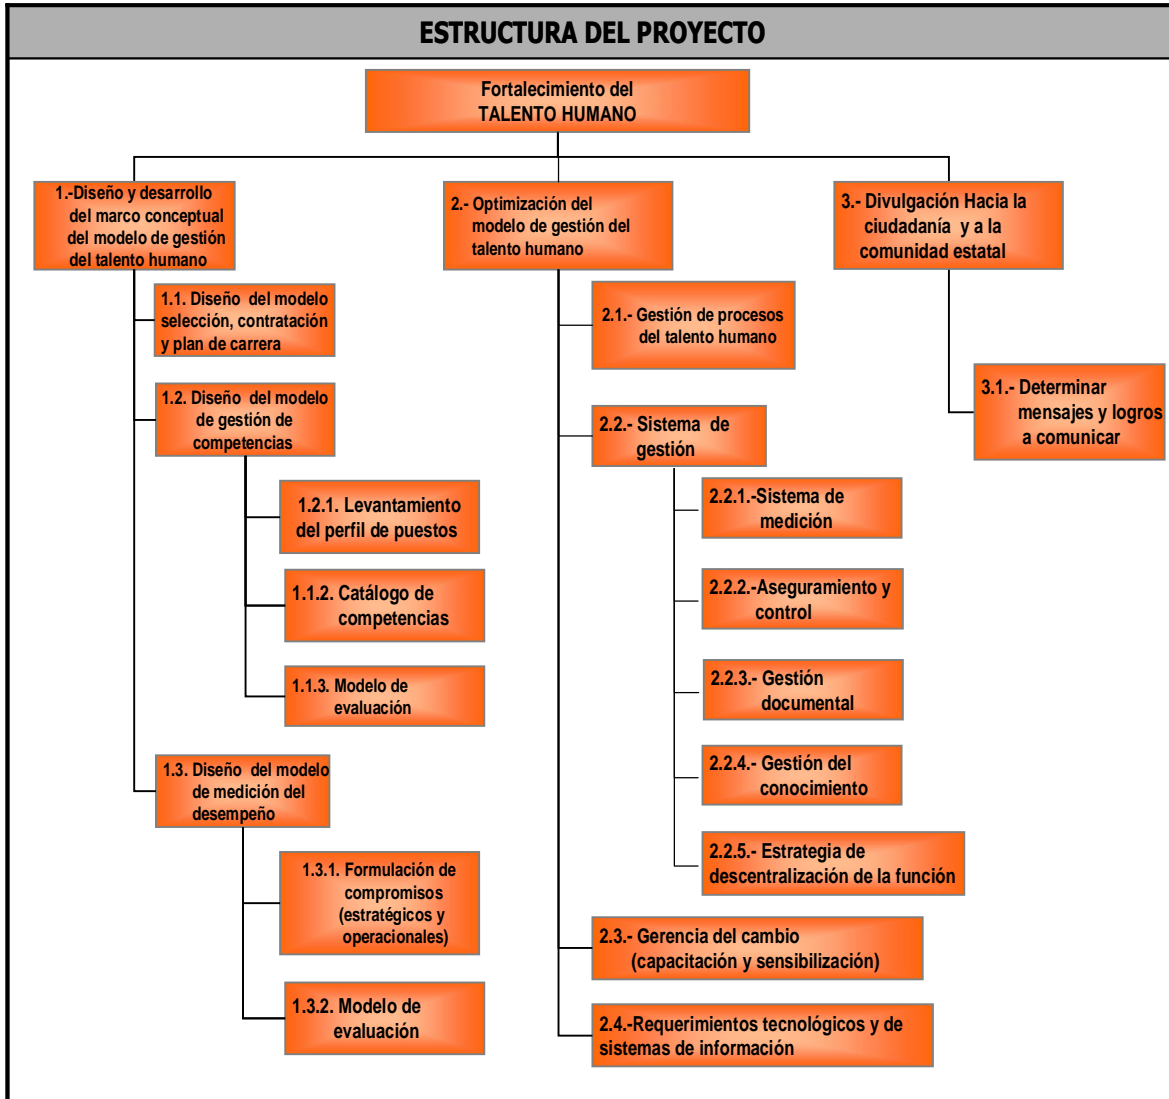 ESTRUCTURA DEL PROYECTO
Fortalecimiento del
TALENTO HUMANO
1.-Diseño y desarrollo
del marco conceptual
del modelo de gestión
del talento humano
1.1. Diseño del modelo
selección, contratación
y plan de carrera
1.2. Diseño del modelo
de gestión de
competencias
1.2.1. Levantamiento
del perfil de puestos
1.1.2. Catálogo de
competencias
1.1.3. Modelo de
evaluación
1.3. Diseño del modelo
de medición del
desempeño
1.3.1. Formulación de
compromisos
(estratégicos y
operacionales)
1.3.2. Modelo de
evaluación
2.- Optimización del
modelo de gestión del
talento humano
2.1.- Gestión de procesos
del talento humano
2.2.- Sistema de
gestión
2.2.1.-Sistema de
medición
2.2.2.-Aseguramiento y
control
2.2.3.- Gestión
documental
2.2.4.- Gestión del
conocimiento
2.2.5.- Estrategia de
descentralización de la función
2.3.- Gerencia del cambio
(capacitación y sensibilización)
2.4.-Requerimientos tecnológicos y de
sistemas de información
3.- Divulgación Hacia la
ciudadanía y a la
comunidad estatal
3.1.- Determinar
mensajes y logros
a comunicar